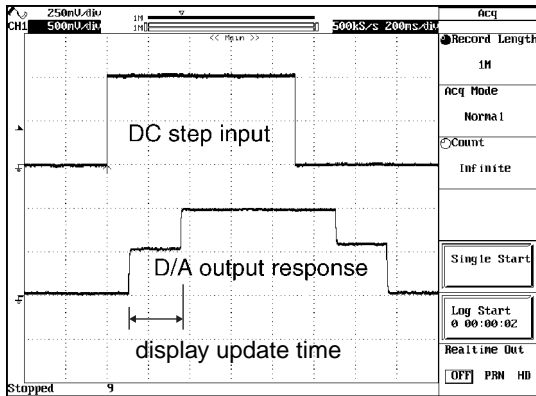 250mV/div
CH1 500mV/div
1M
1M
<< Main >>
500kS/s 200ms/div
DC step input
D/A output response
display update time
Stopped 9
Acq
Record Length
1M
Acq Mode
Normal
Count
Infinite
Single Start
Log Start
0 00:00:02
Realtime Out
OFF PRN HD